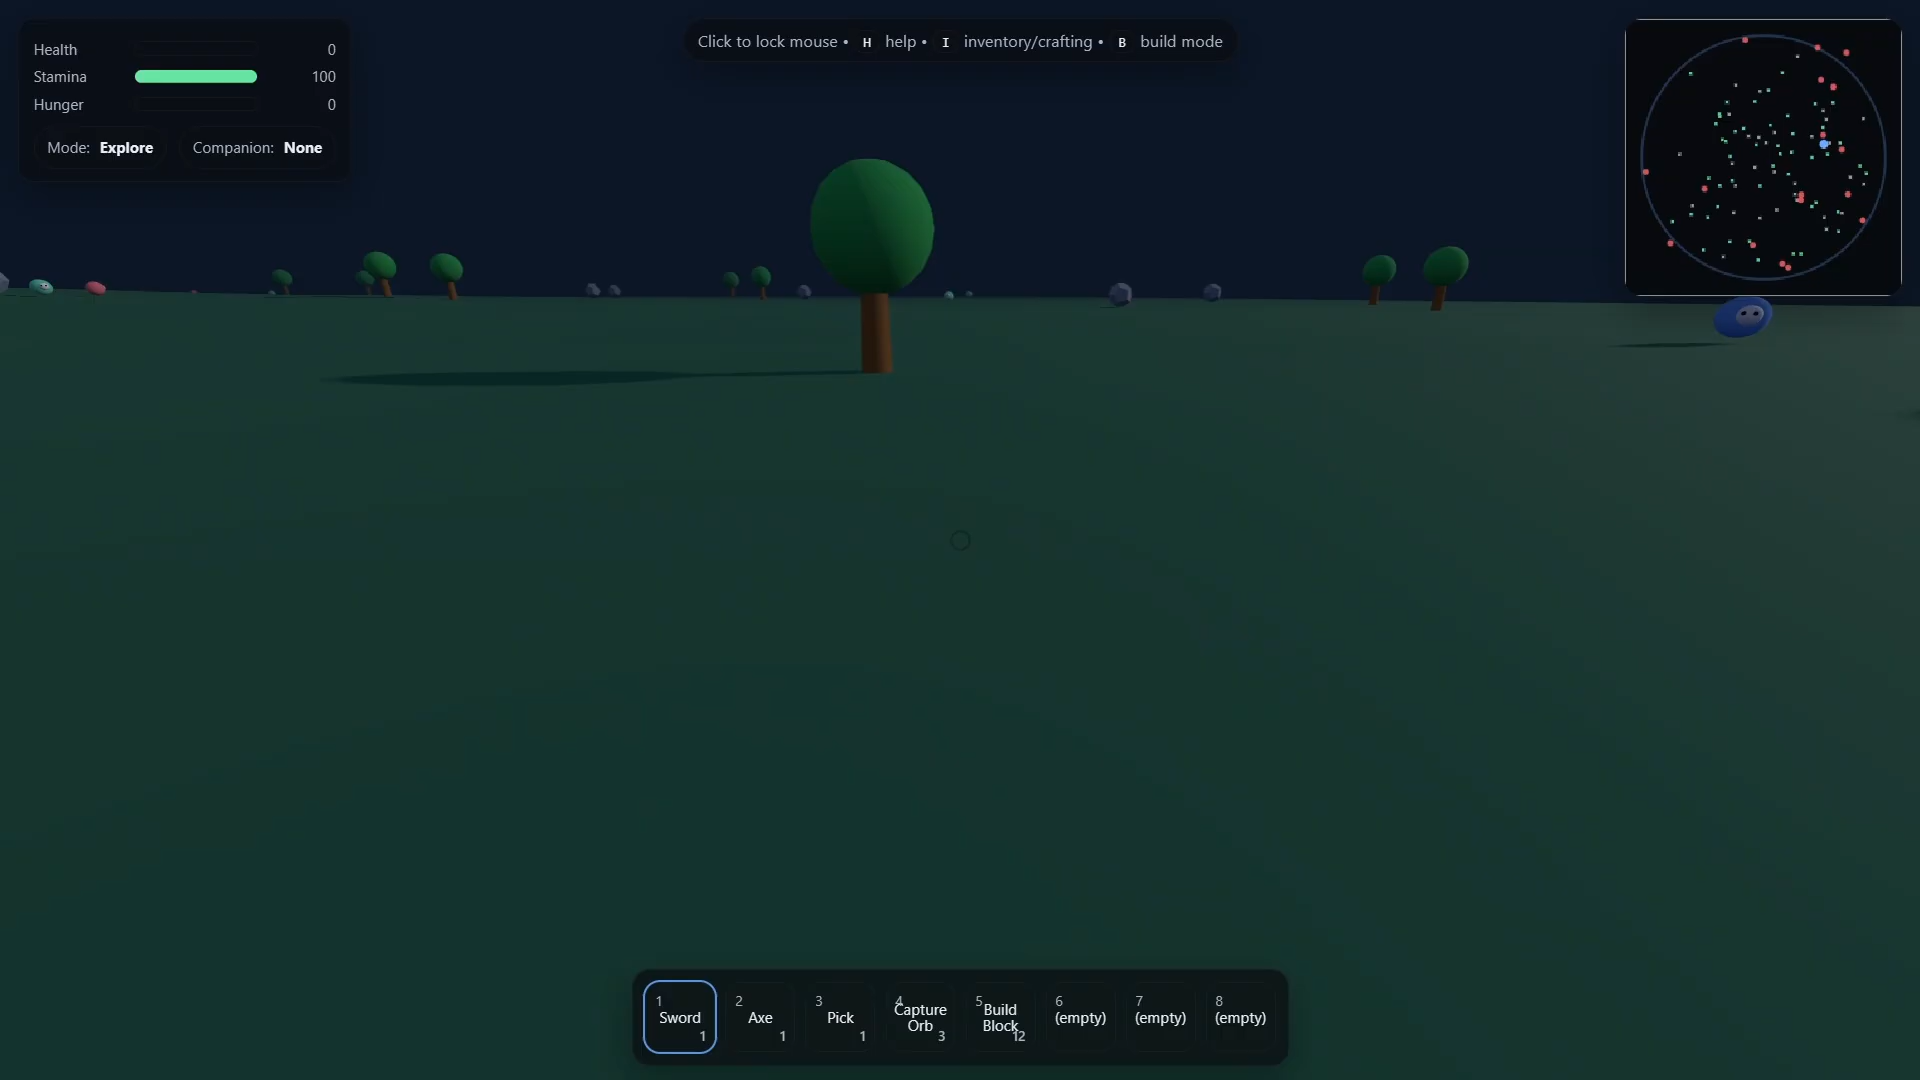 Health 0
Stamina 100
Hunger 0
Mode: Explore Companion: None
Click to lock mouse • H help • I inventory/crafting • B build mode
1 Sword 1
2 Axe 1
3 Pick 1
4 Capture Orb 3
5 Build Block 12
6 (empty)
7 (empty)
8 (empty)